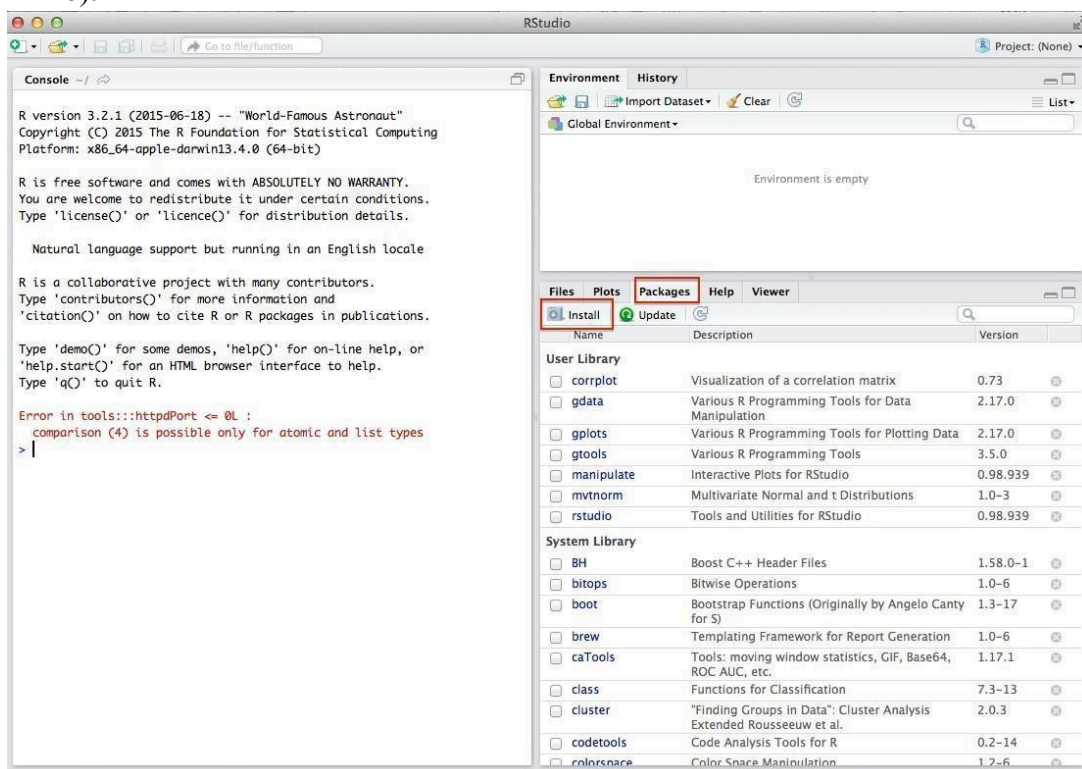 RStudio
Go to file/function
Project: (None)
Console ~/
R version 3.2.1 (2015-06-18) -- "World-Famous Astronaut"
Copyright (C) 2015 The R Foundation for Statistical Computing
Platform: x86_64-apple-darwin13.4.0 (64-bit)
R is free software and comes with ABSOLUTELY NO WARRANTY.
You are welcome to redistribute it under certain conditions.
Type 'license()' or 'licence()' for distribution details.
Natural language support but running in an English locale
R is a collaborative project with many contributors.
Type 'contributors()' for more information and
'citation()' on how to cite R or R packages in publications.
Type 'demo()' for some demos, 'help()' for on-line help, or
'help.start()' for an HTML browser interface to help.
Type 'q()' to quit R.
Error in tools:::httpdPort <= 0L :
comparison (4) is possible only for atomic and list types
>
Environment History
Import Dataset Clear List
Global Environment
Environment is empty
Files Plots Packages Help Viewer
Install Update
Name Description Version
User Library
corrplot Visualization of a correlation matrix 0.73
gdata Various R Programming Tools for Data 2.17.0
Manipulation
gplots Various R Programming Tools for Plotting Data 2.17.0
gtools Various R Programming Tools 3.5.0
manipulate Interactive Plots for RStudio 0.98.939
mvtnorm Multivariate Normal and t Distributions 1.0-3
rstudio Tools and Utilities for RStudio 0.98.939
System Library
BH Boost C++ Header Files 1.58.0-1
bitops Bitwise Operations 1.0-6
boot Bootstrap Functions (Originally by Angelo Canty 1.3-17
for S)
brew Templating Framework for Report Generation 1.0-6
caTools Tools: moving window statistics, GIF, Base64, 1.17.1
ROC AUC, etc.
class Functions for Classification 7.3-13
cluster "Finding Groups in Data": Cluster Analysis 2.0.3
Extended Rousseeuw et al.
codetools Code Analysis Tools for R 0.2-14
colorspace Color Space Manipulation 1.2-6